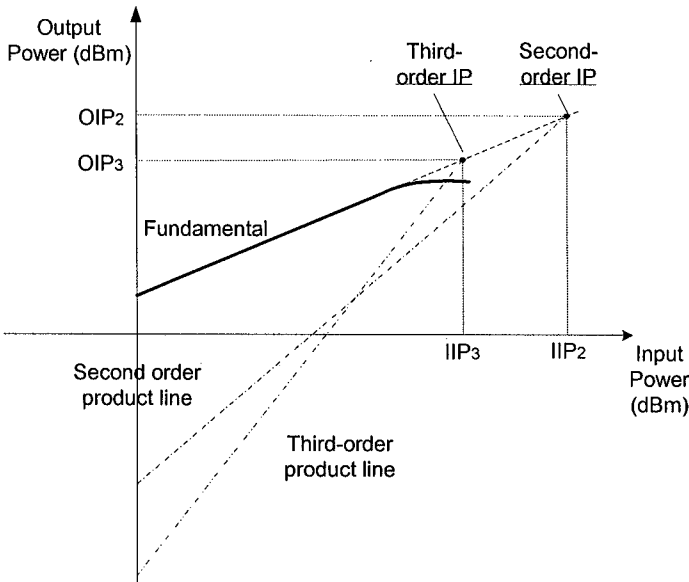 Output
Power (dBm)
Third-
order IP
Second-
order IP
OIP2
OIP3
Fundamental
IIP3
IIP2
Input
Power
(dBm)
Second order
product line
Third-order
product line